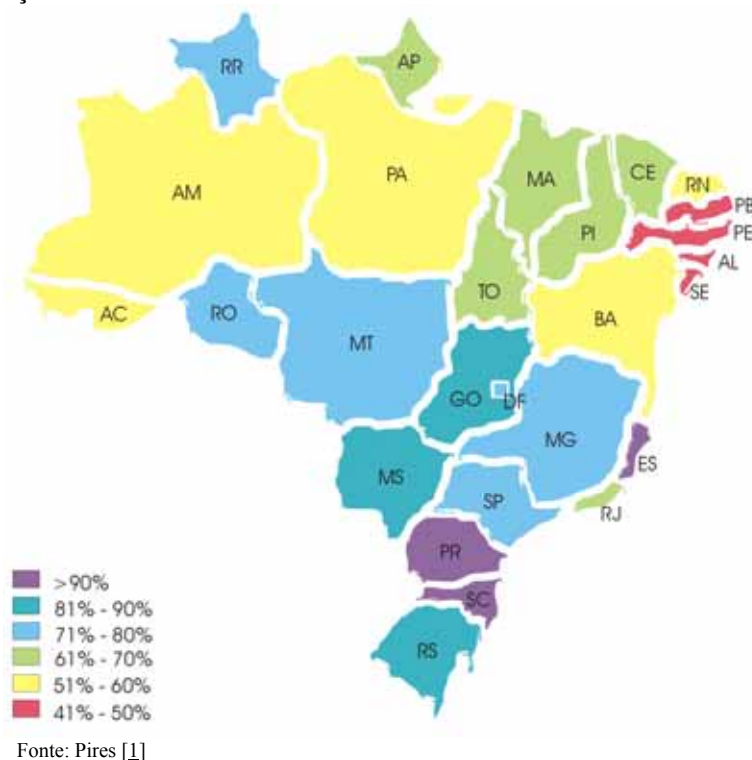 RR
AP
AM
PA
MA
CE
RN
PB
PE
PI
AL
SE
TO
AC
RO
MT
BA
GO
DF
MG
ES
MS
SP
RJ
PR
SC
RS
>90%
81% - 90%
71% - 80%
61% - 70%
51% - 60%
41% - 50%
Fonte: Pires [1]